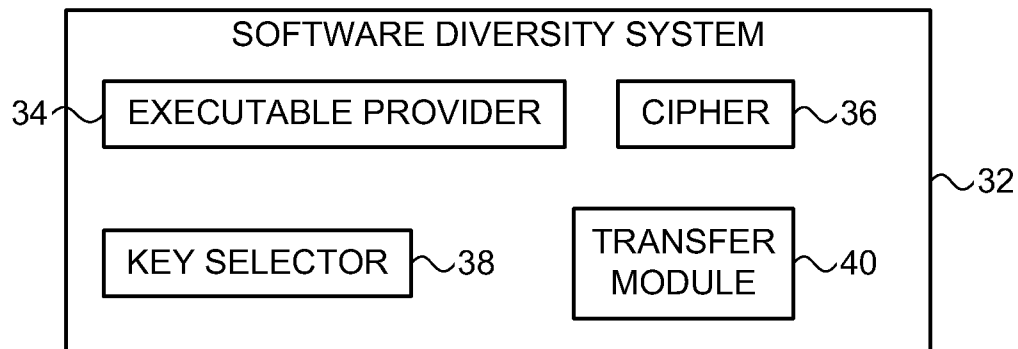 SOFTWARE DIVERSITY SYSTEM
34 EXECUTABLE PROVIDER CIPHER 36
32
KEY SELECTOR 38
TRANSFER
MODULE 40